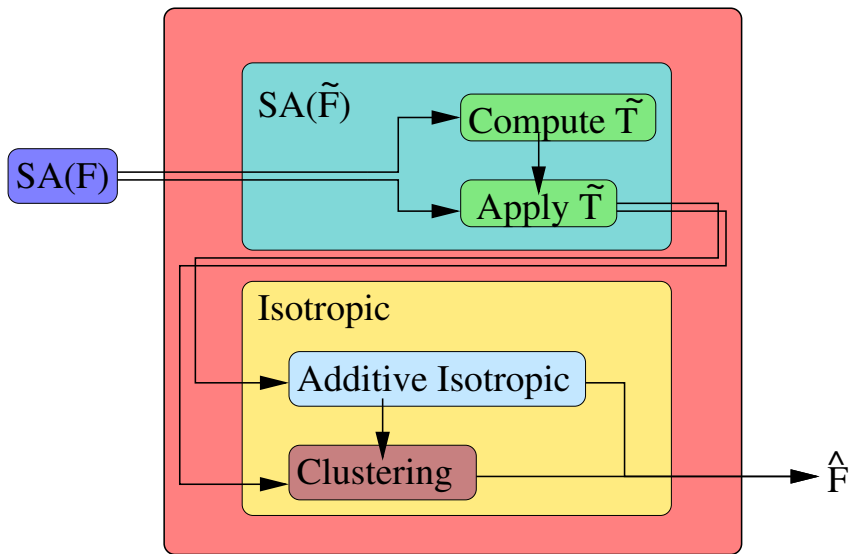 SA(F̃)
Compute T̃
SA(F)
Apply T̃
Isotropic
Additive Isotropic
Clustering
F̂